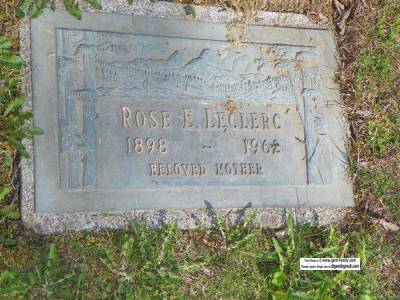 ROSE E. LECLERC
1898 ~ 1962
BELOVED MOTHER